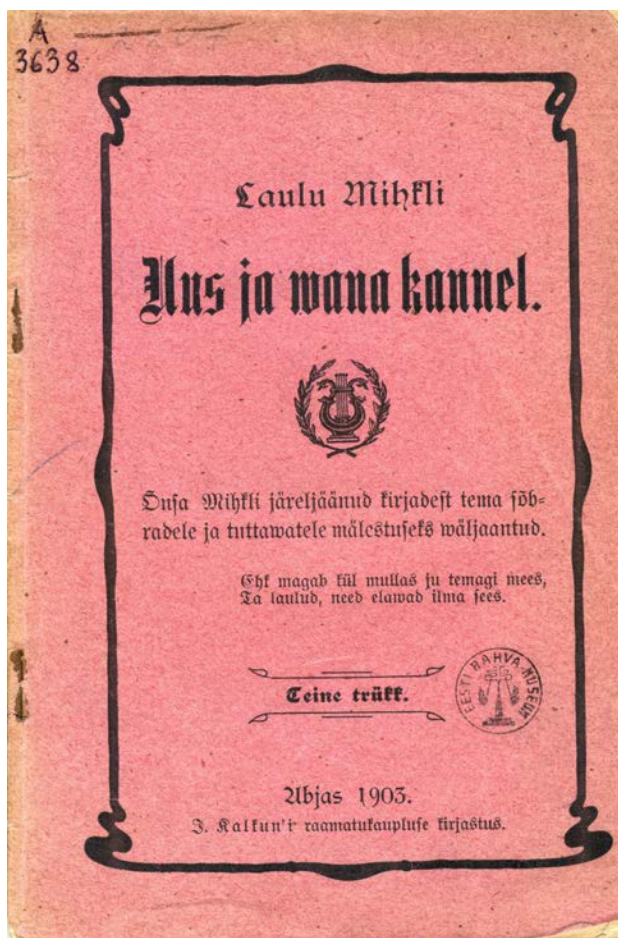 A
3638
Laulu Mihkli
Uus ja wana kannel.
Õnsa Mihkli järeljäänud kirjadest tema sõb-
radele ja tuttawatele mälestuseks wäljaantud.
Ehk magab kül mullas ju temagi mees,
Ta laulud, need elawad ilma sees.
Teine trükk.
EESTI RAHVA-MUSEUM
Abjas 1903.
J. Kalkun'i raamatukaupluse kirjastus.